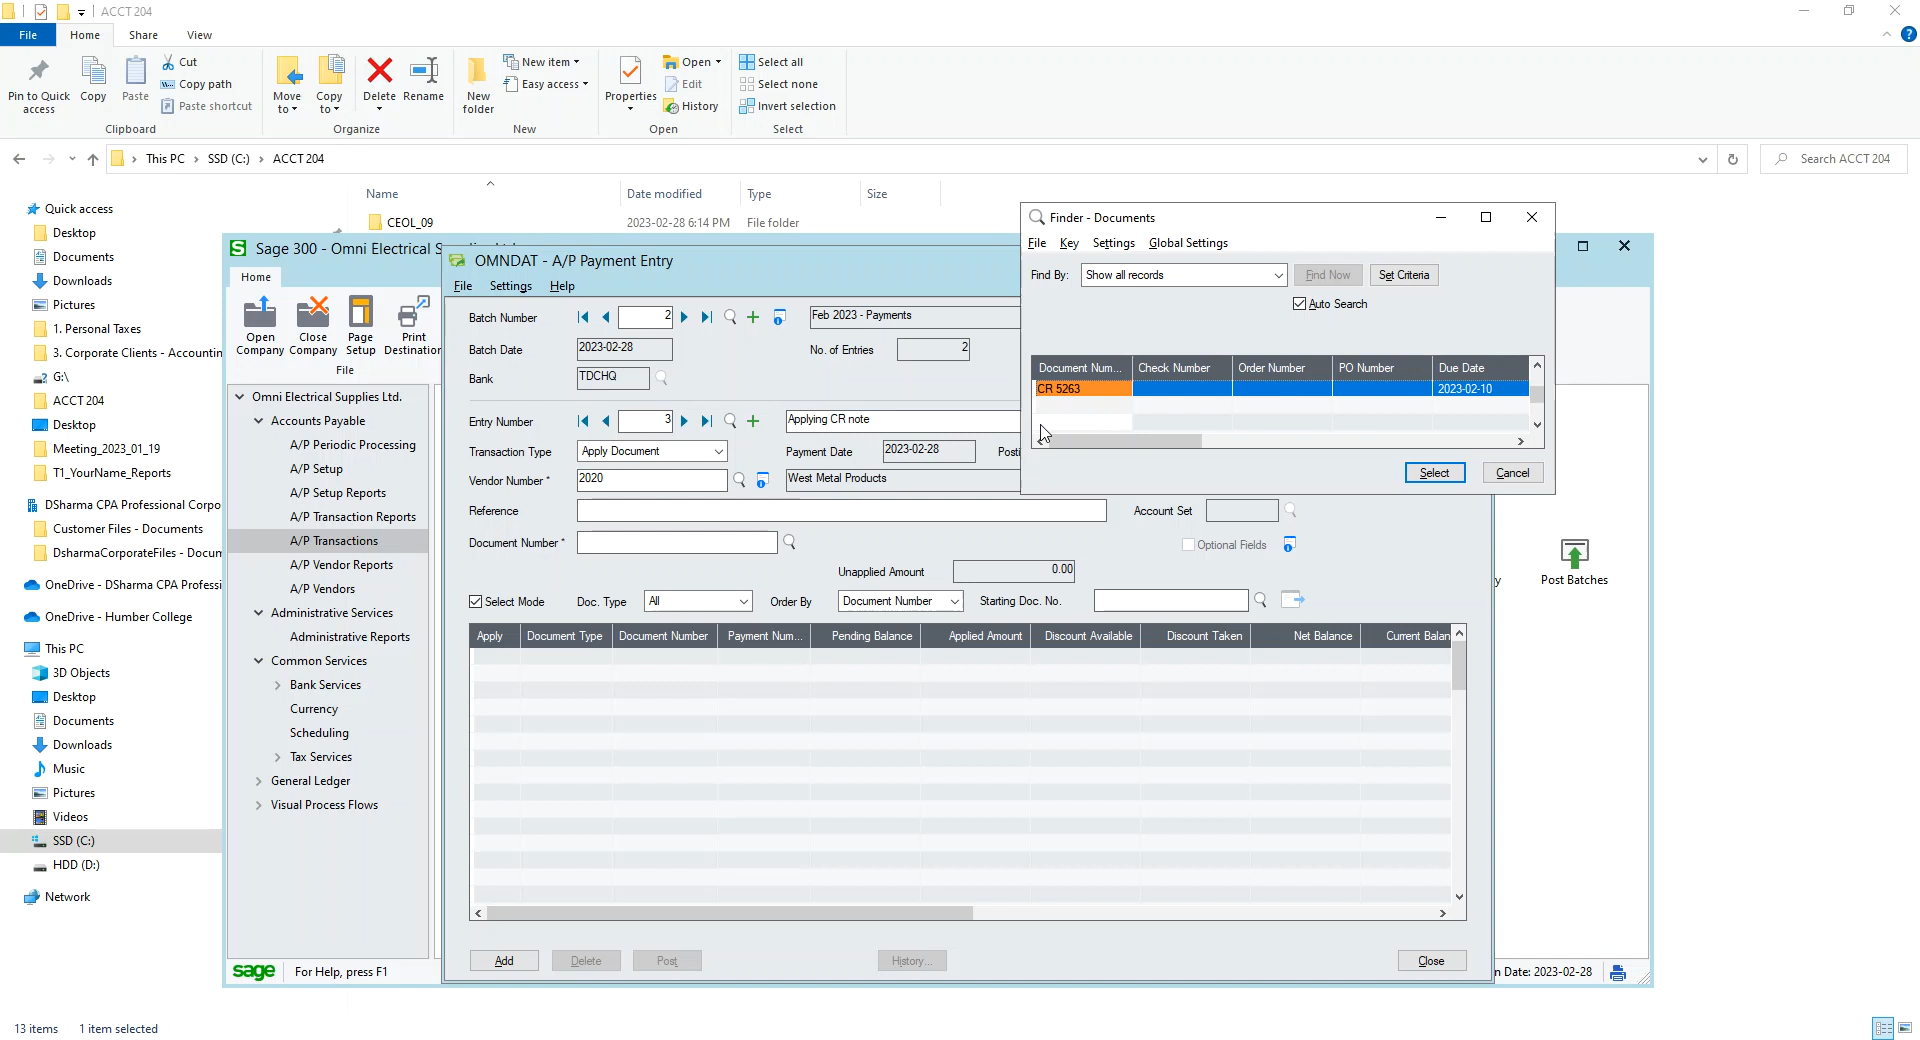 ACCT 204
File Home Share View
Pin to Quick access
Copy
Paste
Cut
Copy path
Paste shortcut
Clipboard
Move to
Copy to
Delete
Rename
Organize
New folder
New item
Easy access
New
Properties
Open
Edit
History
Open
Select all
Select none
Invert selection
Select
This PC SSD (C:) ACCT 204
Search ACCT 204
Name Date modified Type Size
CEOL_09 2023-02-28 6:14 PM File folder
Quick access
Desktop
Documents
Downloads
Pictures
1. Personal Taxes
3. Corporate Clients - Accountin
G:\
ACCT 204
Desktop
Meeting_2023_01_19
T1_YourName_Reports
DSharma CPA Professional Corpo
Customer Files - Documents
DsharmaCorporateFiles - Docum
OneDrive - DSharma CPA Professi
OneDrive - Humber College
This PC
3D Objects
Desktop
Documents
Downloads
Music
Pictures
Videos
SSD (C:)
HDD (D:)
Network
13 items 1 item selected
Sage 300 - Omni Electrical S
Home
Open Company
Close Company
Page Setup
Print Destination
File
Omni Electrical Supplies Ltd.
Accounts Payable
A/P Periodic Processing
A/P Setup
A/P Setup Reports
A/P Transaction Reports
A/P Transactions
A/P Vendor Reports
A/P Vendors
Administrative Services
Administrative Reports
Common Services
Bank Services
Currency
Scheduling
Tax Services
General Ledger
Visual Process Flows
sage For Help, press F1
y
Post Batches
n Date: 2023-02-28
OMNDAT - A/P Payment Entry
File Settings Help
Batch Number 2 Feb 2023 - Payments
Batch Date 2023-02-28 No. of Entries 2
Bank TDCHQ
Entry Number 3 Applying CR note
Transaction Type Apply Document Payment Date 2023-02-28 Posti
Vendor Number * 2020 West Metal Products
Reference Account Set
Document Number * Optional Fields
Unapplied Amount 0.00
Select Mode Doc. Type All Order By Document Number Starting Doc. No.
Apply Document Type Document Number Payment Num... Pending Balance Applied Amount Discount Available Discount Taken Net Balance Current Balan
Add Delete Post History... Close
Finder - Documents
File Key Settings Global Settings
Find By: Show all records Find Now Set Criteria
Auto Search
Document Num... Check Number Order Number PO Number Due Date
CR 5263 2023-02-10
Select Cancel